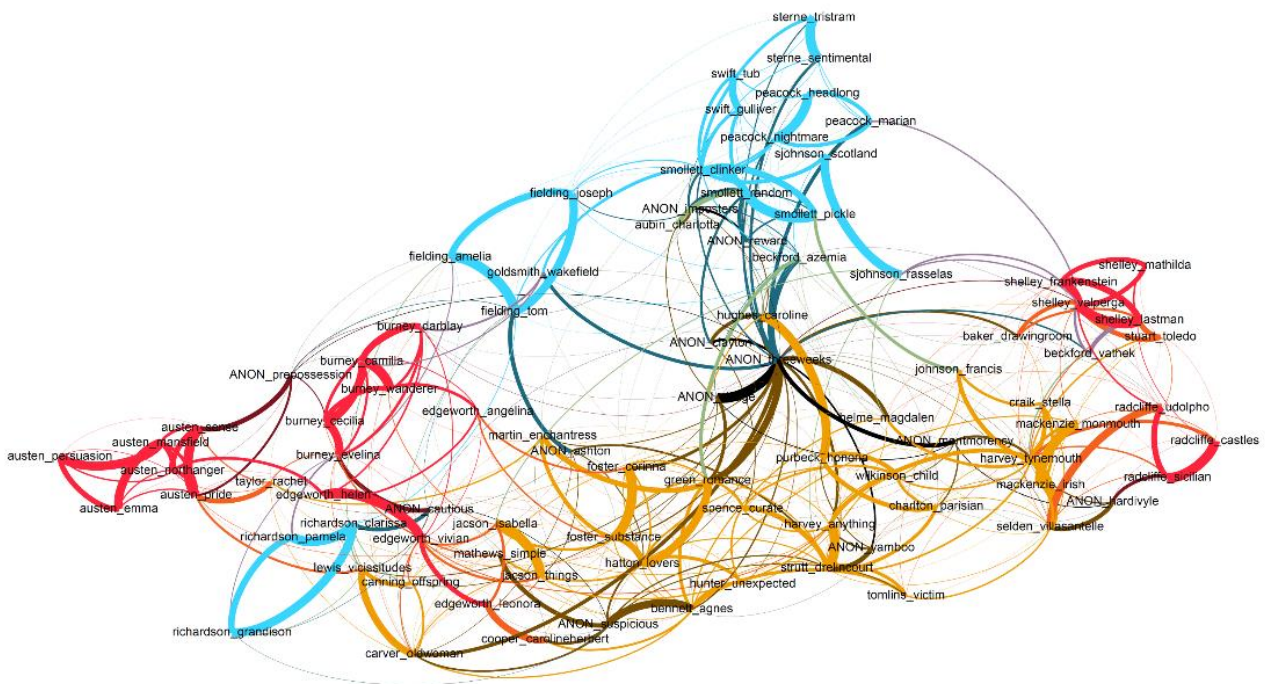 sterne_tristram
sterne_sentimental
swift_tub
peacock_headlong
swift_gulliver
peacock_marian
peacock_nightmare
sjohnson_scotland
smollett_clinker
fielding_joseph
smollett_random
ANON_imposters
smollett_pickle
aubin_charlotta
ANON_reward
fielding_amelia
beckford_azemia
shelley_mathilda
goldsmith_wakefield
sjohnson_rasselas
shelley_frankenstein
shelley_valperga
fielding_tom
hughes_caroline
shelley_lastman
burney_darblay
baker_drawingroom
stuart_toledo
ANON_clayton
beckford_vathek
burney_camilla
ANON_threeweeks
ANON_prepossession
johnson_francis
burney_wanderer
craik_stella
radcliffe_udolpho
edgeworth_angelina
helme_magdalen
burney_cecilia
mackenzie_monmouth
austen_sense
martin_enchantress
ANON_montmorency
radcliffe_castles
austen_mansfield
ANON_ashton
austen_persuasion
burney_evelina
purbeck_honoria
harvey_tynemouth
foster_corinna
austen_northanger
wilkinson_child
radcliffe_sicilian
taylor_rachel
green_romance
mackenzie_irish
austen_pride
edgeworth_helen
ANON_hardivyle
austen_emma
ANON_cautious
spence_curate
charlton_parisian
richardson_clarissa
jacson_isabella
harvey_anything
selden_villasantelle
richardson_pamela
edgeworth_vivian
foster_substance
ANON_yamboo
mathews_simple
hatton_lovers
lewis_vicissitudes
strutt_drelincourt
canning_offspring
jacson_things
hunter_unexpected
tomlins_victim
edgeworth_leonora
bennett_agnes
richardson_grandison
ANON_suspicious
cooper_carolineherbert
carver_oldwoman